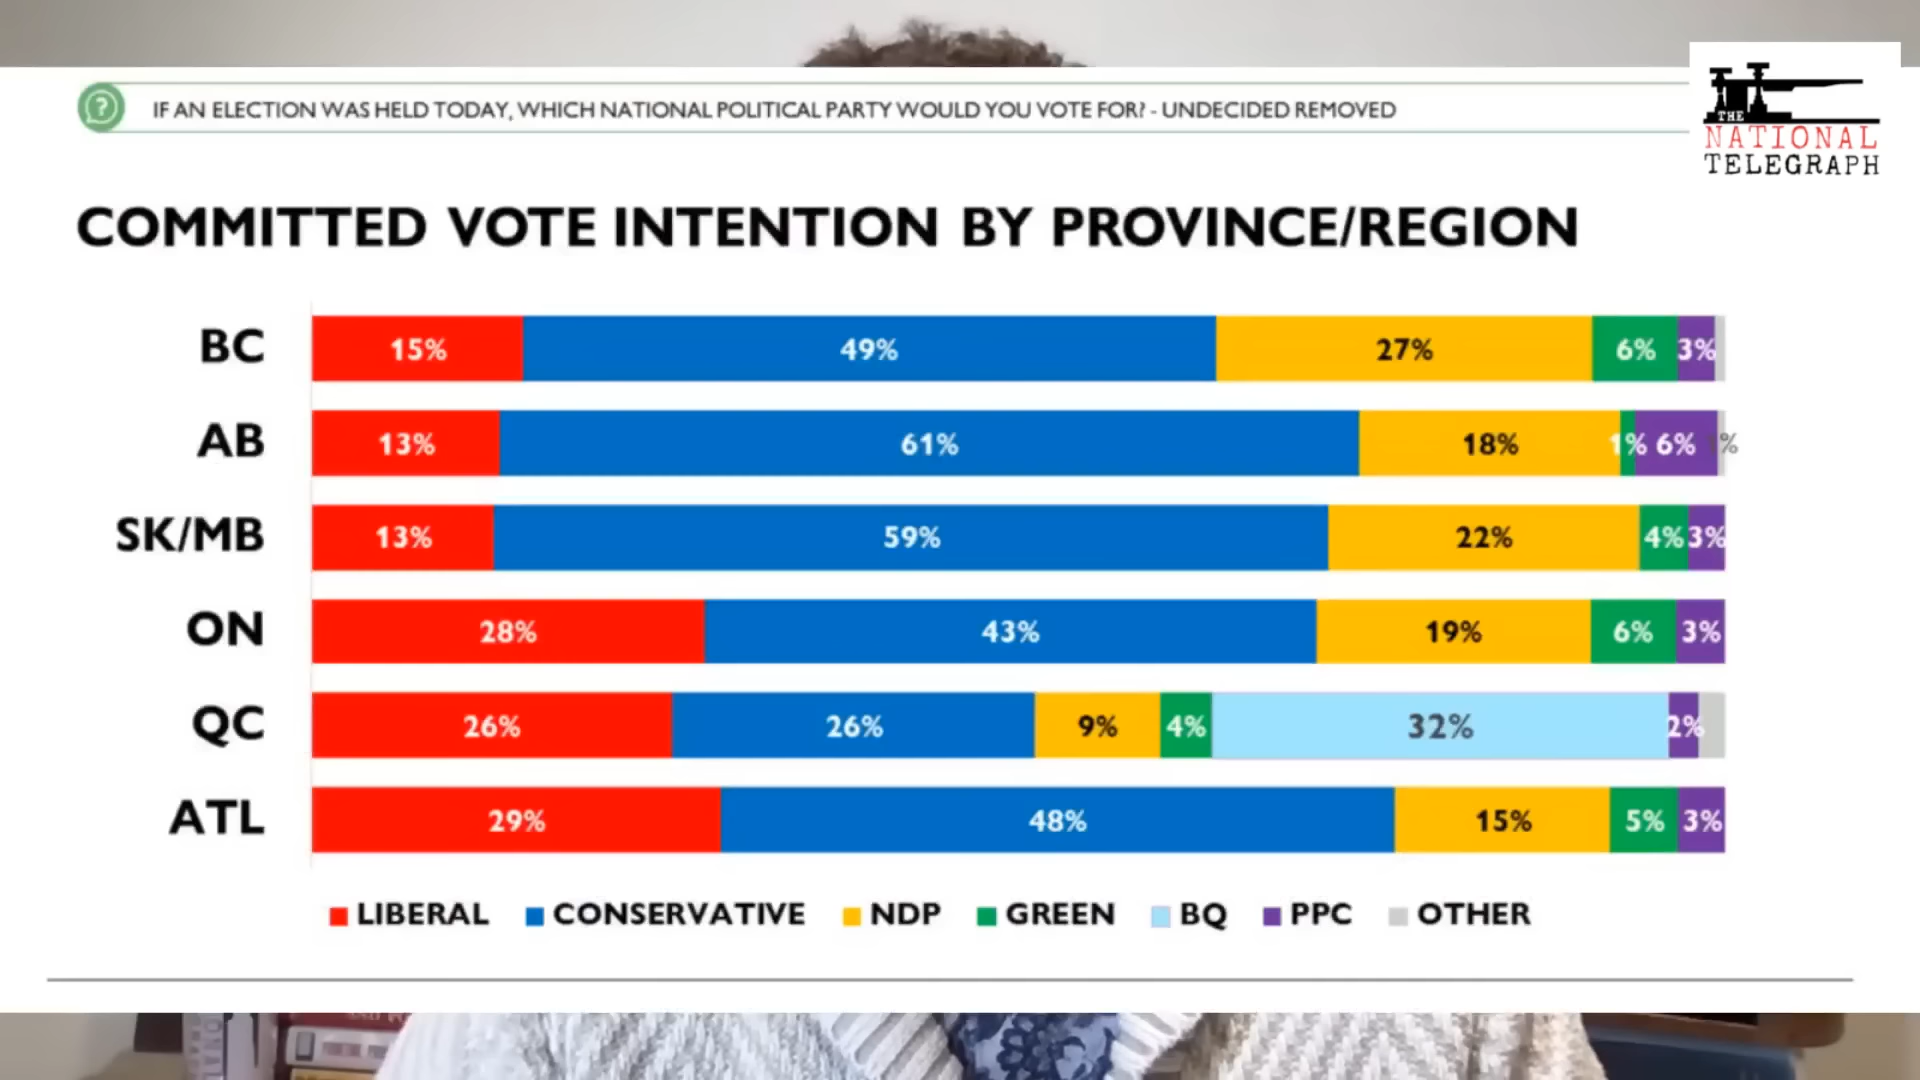 IF AN ELECTION WAS HELD TODAY, WHICH NATIONAL POLITICAL PARTY WOULD YOU VOTE FOR? - UNDECIDED REMOVED
THE
NATIONAL
TELEGRAPH
COMMITTED VOTE INTENTION BY PROVINCE/REGION
BC 15% 49% 27% 6% 3%
AB 13% 61% 18% 1% 6% %
SK/MB 13% 59% 22% 4% 3%
ON 28% 43% 19% 6% 3%
QC 26% 26% 9% 4% 32% 2%
ATL 29% 48% 15% 5% 3%
LIBERAL CONSERVATIVE NDP GREEN BQ PPC OTHER